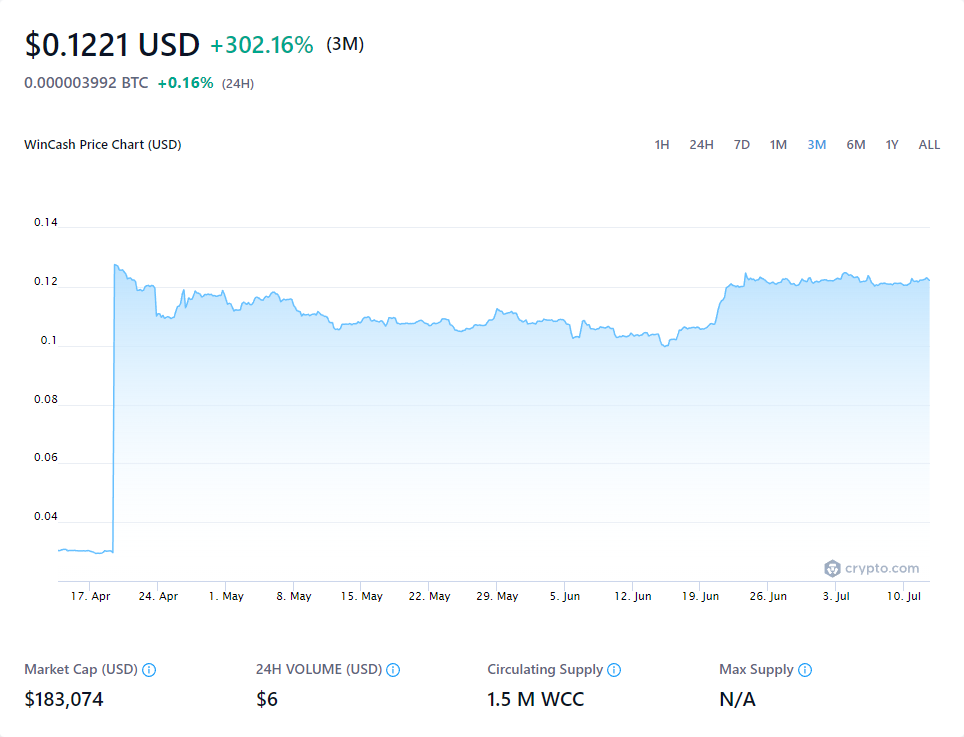 $0.1221 USD +302.16% (3M)
0.000003992 BTC +0.16% (24H)
WinCash Price Chart (USD) 1H 24H 7D 1M 3M 6M 1Y ALL
0.14
0.12
0.1
0.08
0.06
0.04
crypto.com
17. Apr 24. Apr 1. May 8. May 15. May 22. May 29. May 5. Jun 12. Jun 19. Jun 26. Jun 3. Jul 10. Jul
Market Cap (USD) 24H VOLUME (USD) Circulating Supply Max Supply
$183,074 $6 1.5 M WCC N/A